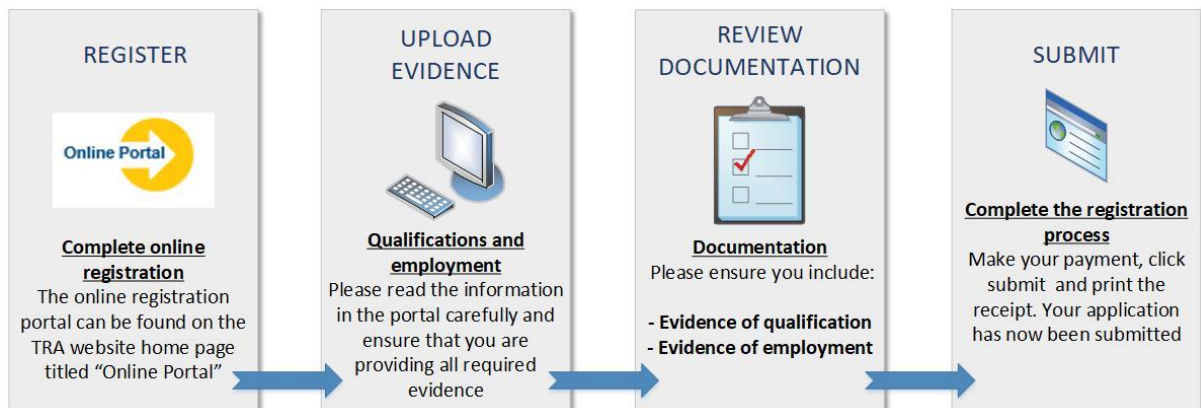 REGISTER
Online Portal
Complete online
registration
The online registration
portal can be found on the
TRA website home page
titled “Online Portal”
UPLOAD
EVIDENCE
Qualifications and
employment
Please read the information
in the portal carefully and
ensure that you are
providing all required
evidence
REVIEW
DOCUMENTATION
Documentation
Please ensure you include:
- Evidence of qualification
- Evidence of employment
SUBMIT
Complete the registration
process
Make your payment, click
submit and print the
receipt. Your application
has now been submitted